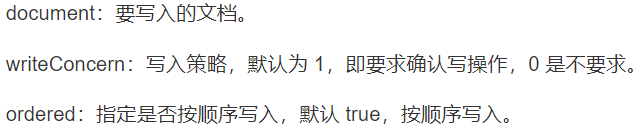 document：要写入的文档。
writeConcern：写入策略，默认为 1，即要求确认写操作，0 是不要求。
ordered：指定是否按顺序写入，默认 true，按顺序写入。